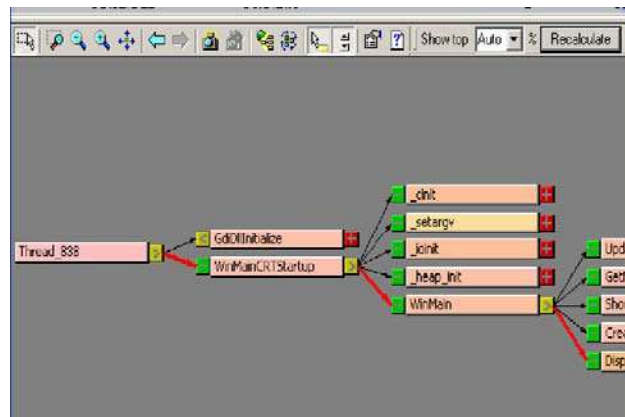 Show top Auto % Recalculate
_cinit
_setargv
GdiDllInitialize
_ioinit
Thread_838
WinMainCRTStartup
_heap_init
WinMain